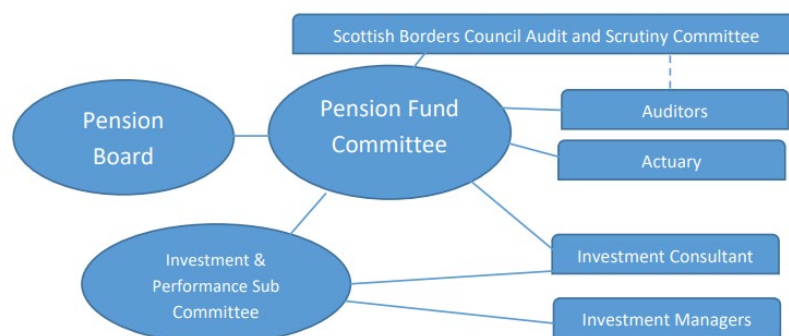 Scottish Borders Council Audit and Scrutiny Committee
Pension
Board
Pension Fund
Committee
Auditors
Actuary
Investment &
Performance Sub
Committee
Investment Consultant
Investment Managers